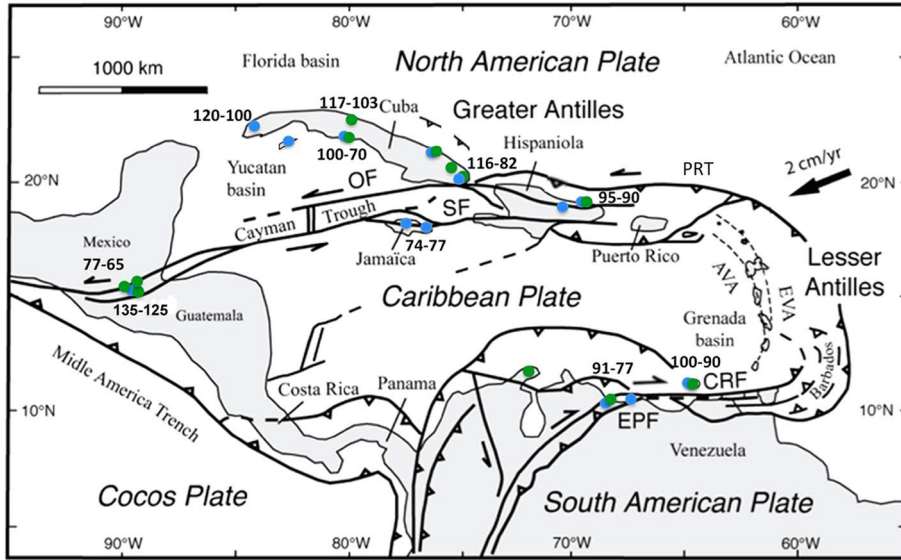 90°W
80°W
70°W
60°W
Florida basin
North American Plate
Atlantic Ocean
1000 km
117-103
Cuba
Greater Antilles
120-100
Hispaniola
100-70
116-82
Yucatan
basin
2 cm/yr
PRT
20°N
OF
95-90
20°N
SF
Cayman
Trough
Mexico
77-65
Jamaïca
74-77
Puerto Rico
Lesser
Antilles
AVA
EVA
Caribbean Plate
135-125
Guatemala
Grenada
basin
Barbados
91-77
100-90
CRF
Midle America Trench
Costa Rica
Panama
10°N
EPF
10°N
Venezuela
Cocos Plate
South American Plate
90°W
80°W
70°W
60°W